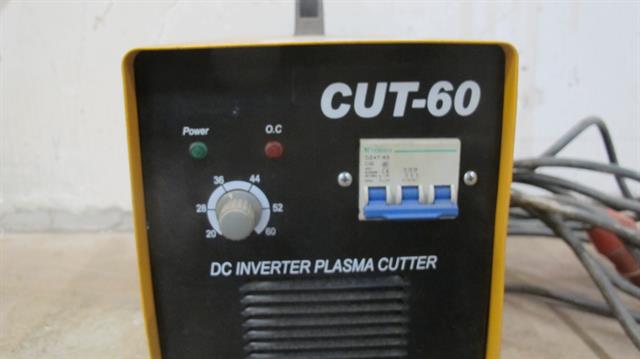 CUT-60
Power
O.C
36
44
28
52
20
60
DC INVERTER PLASMA CUTTER